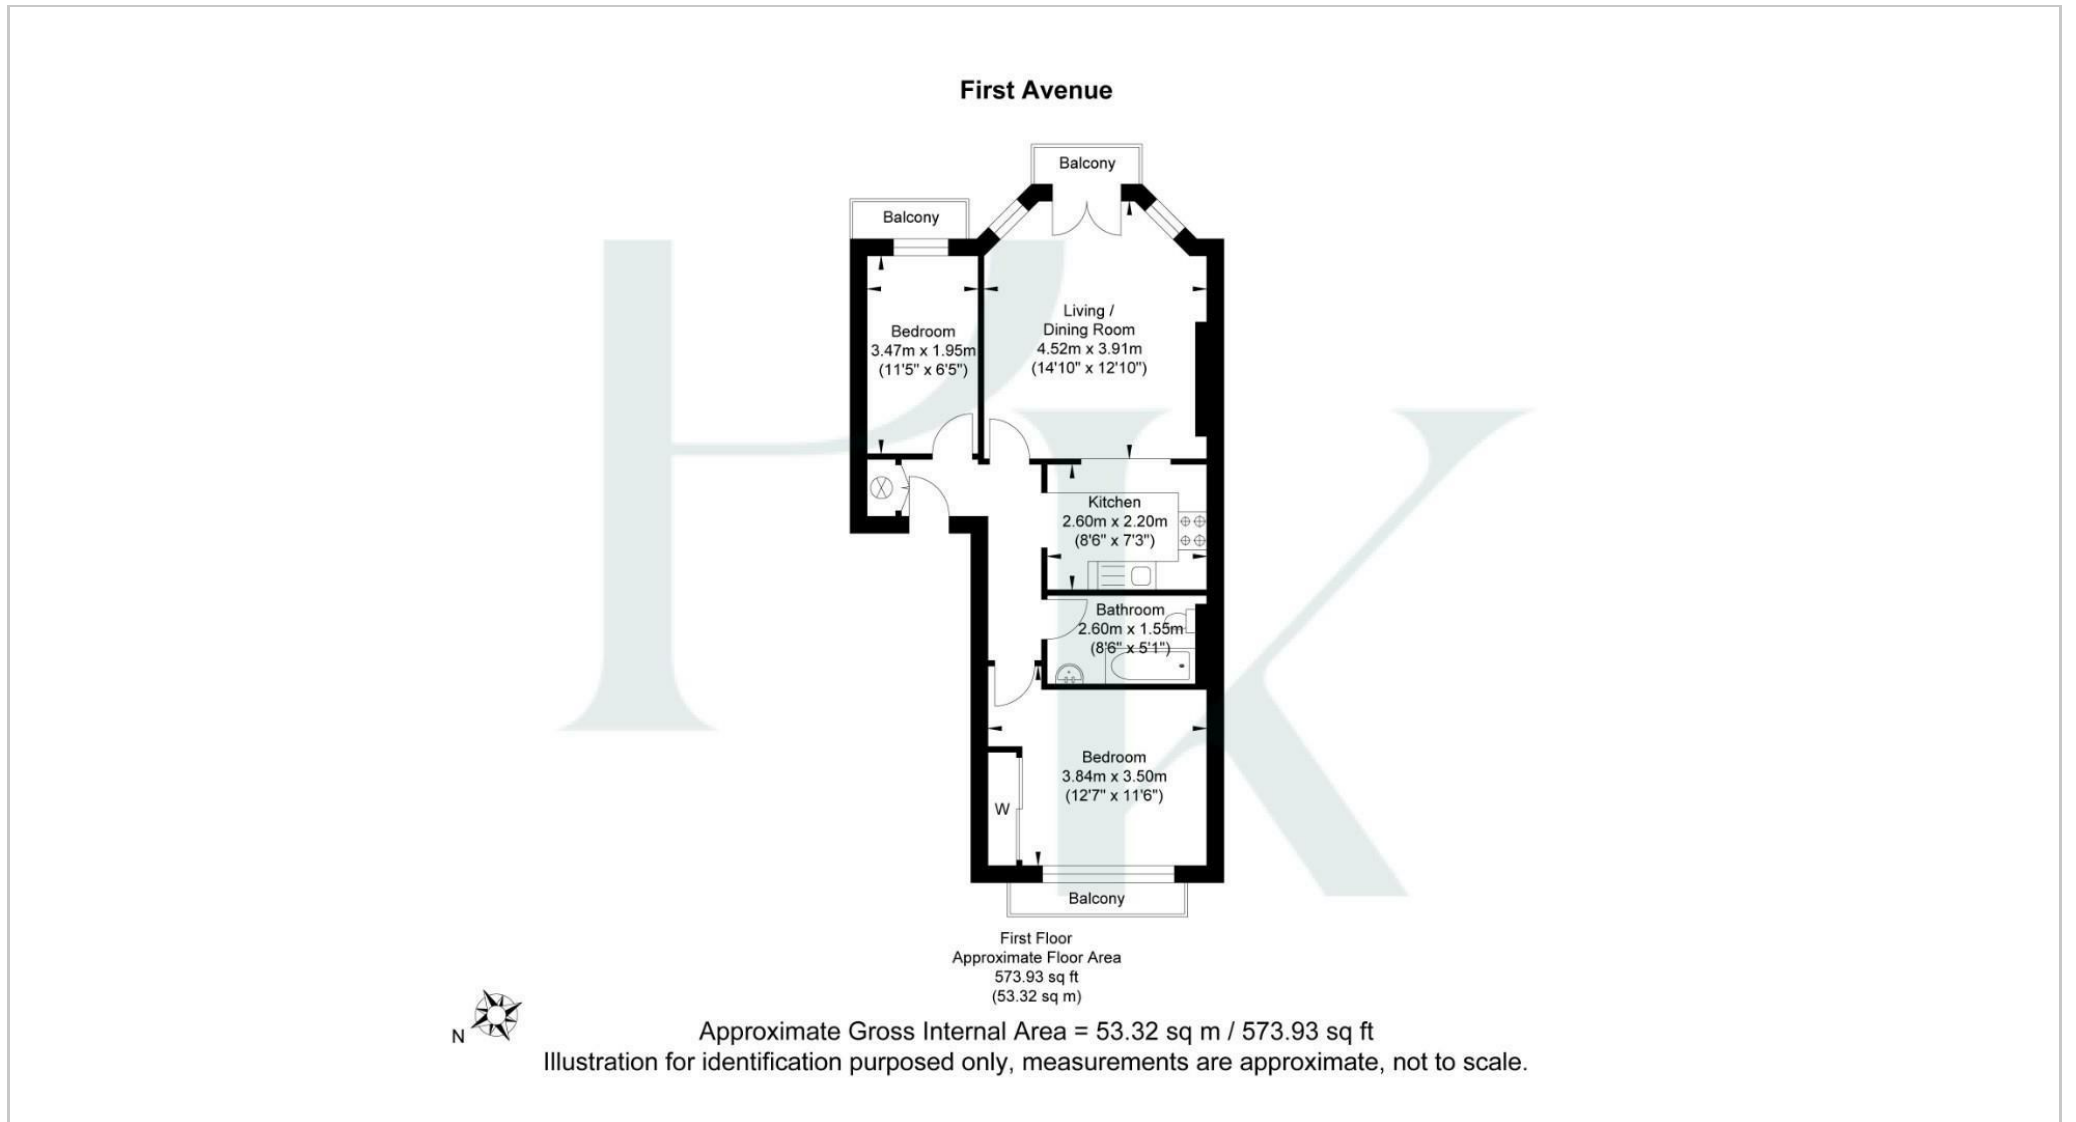 First Avenue
Balcony
Balcony
Living /
Dining Room
4.52m x 3.91m
(14'10" x 12'10")
Bedroom
3.47m x 1.95m
(11'5" x 6'5")
Kitchen
2.60m x 2.20m
(8'6" x 7'3")
Bathroom
2.60m x 1.55m
(8'6" x 5'1")
Bedroom
3.84m x 3.50m
(12'7" x 11'6")
W
Balcony
First Floor
Approximate Floor Area
573.93 sq ft
(53.32 sq m)
N
Approximate Gross Internal Area = 53.32 sq m / 573.93 sq ft
Illustration for identification purposed only, measurements are approximate, not to scale.
PK